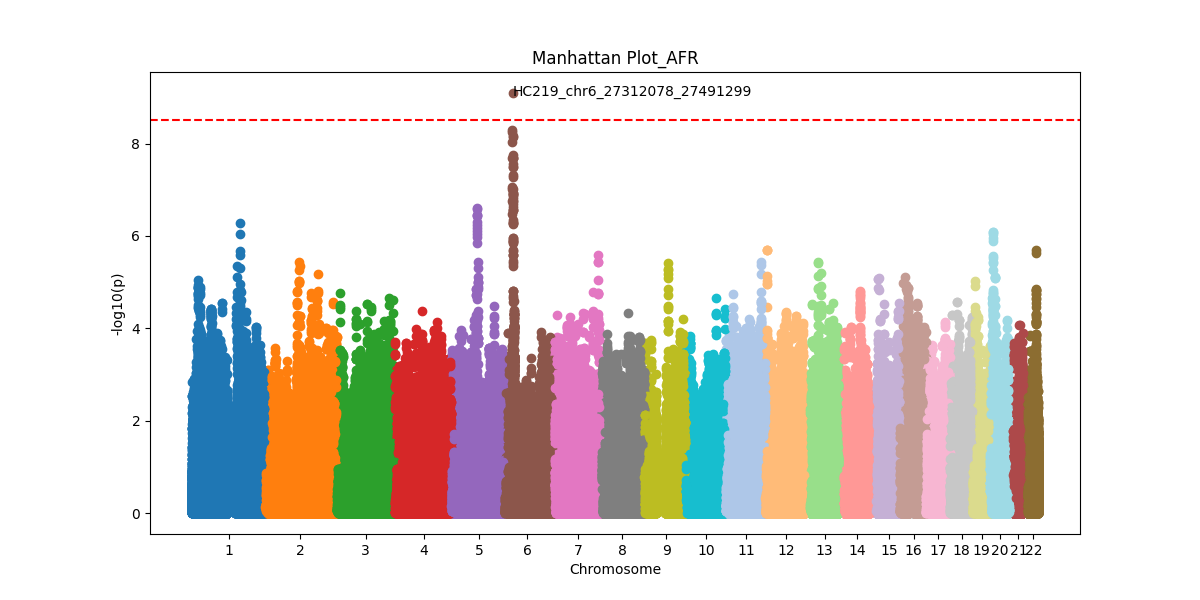 Manhattan Plot_AFR
HC219_chr6_27312078_27491299
8
6
4
2
0
-log10(p)
1 2 3 4 5 6 7 8 9 10 11 12 13 14 15 16 17 18 19 20 21 22
Chromosome